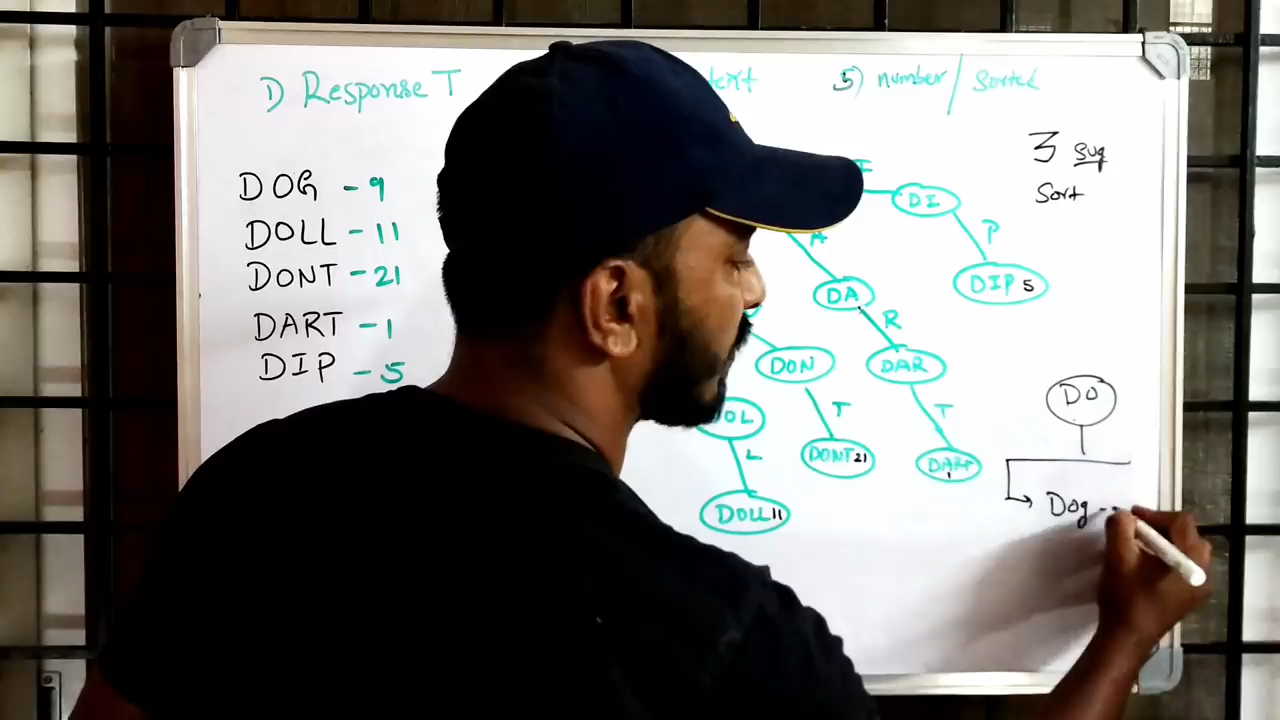 1) Response T
5) number / Sorted
3 Sug
Sort
DOG - 9
DOLL - 11
DONT - 21
DART - 1
DIP - 5
I
DI
P
DIP 5
A
DA
R
DON
DAR
T
T
OL
L
DONT 21
DART
1
DOLL 11
DO
Dog -